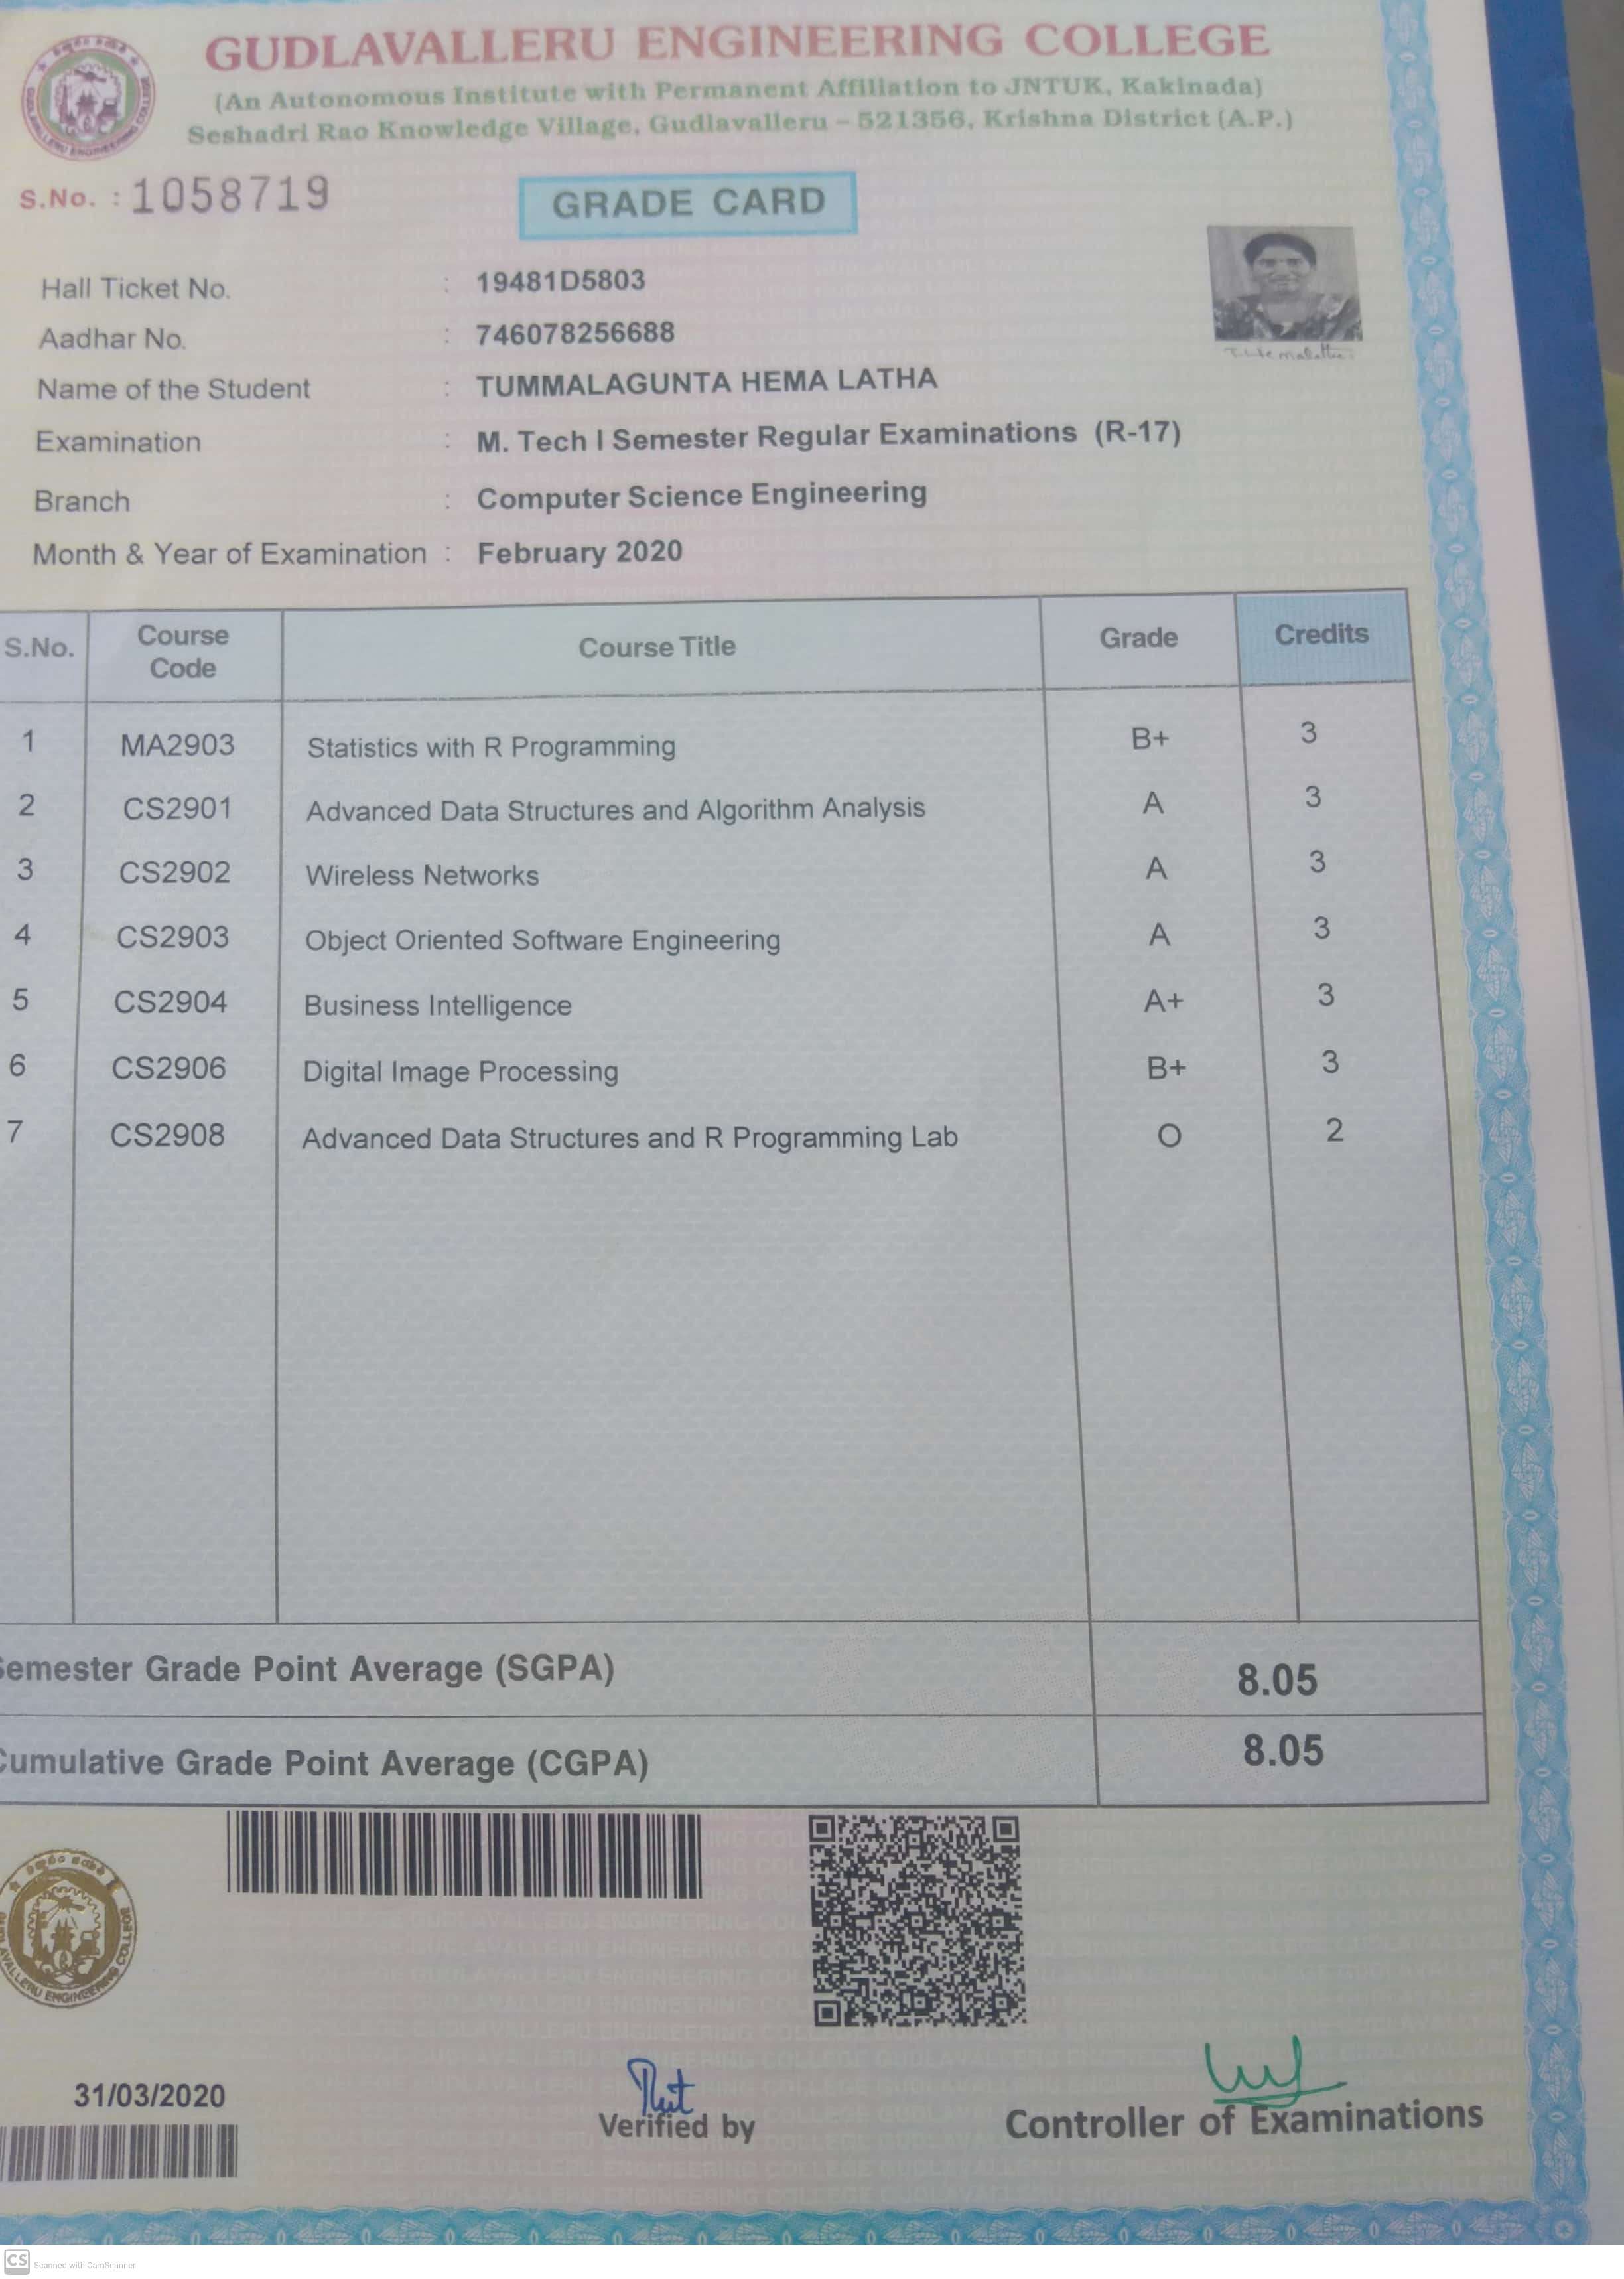 GUDLAVALLERU ENGINEERING COLLEGE
(An Autonomous Institute with Permanent Affiliation to JNTUK, Kakinada)
Seshadri Rao Knowledge Village, Gudlavalleru – 521356, Krishna District (A.P.)
S.No. : 1058719
GRADE CARD
Hall Ticket No. : 19481D5803
Aadhar No. : 746078256688
Name of the Student : TUMMALAGUNTA HEMA LATHA
Examination : M. Tech I Semester Regular Examinations (R-17)
Branch : Computer Science Engineering
Month & Year of Examination : February 2020
S.No. Course Code Course Title Grade Credits
1 MA2903 Statistics with R Programming B+ 3
2 CS2901 Advanced Data Structures and Algorithm Analysis A 3
3 CS2902 Wireless Networks A 3
4 CS2903 Object Oriented Software Engineering A 3
5 CS2904 Business Intelligence A+ 3
6 CS2906 Digital Image Processing B+ 3
7 CS2908 Advanced Data Structures and R Programming Lab O 2
Semester Grade Point Average (SGPA) 8.05
Cumulative Grade Point Average (CGPA) 8.05
31/03/2020
Verified by
Controller of Examinations
CS Scanned with CamScanner